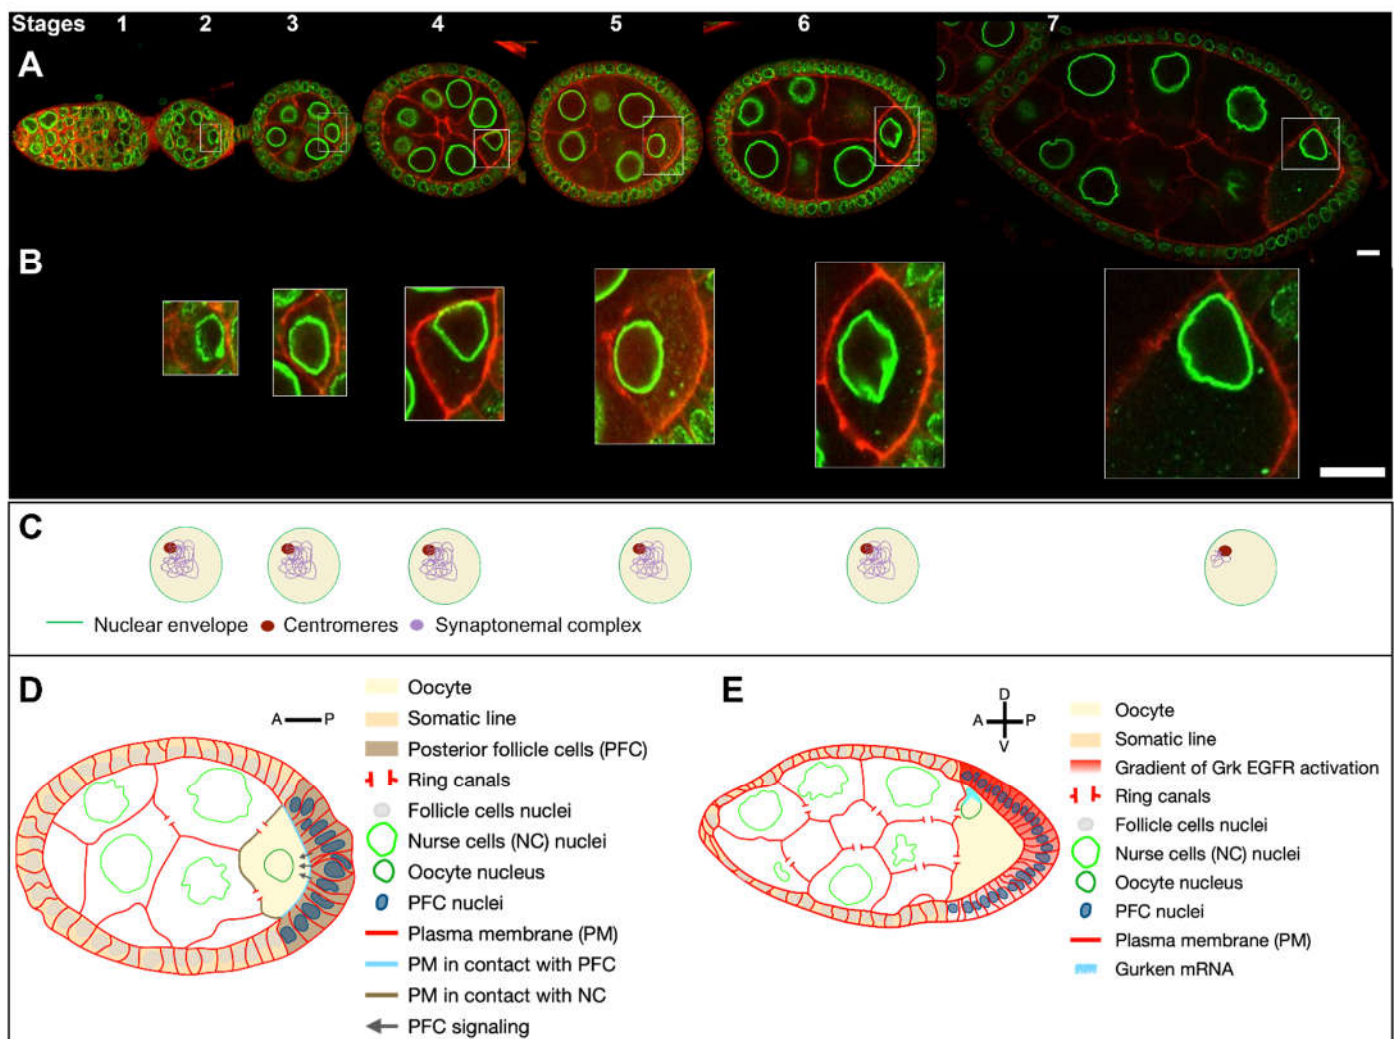 Stages 1 2 3 4 5 6 7
A
B
C
Nuclear envelope Centromeres Synaptonemal complex
D
A P
Oocyte
Somatic line
Posterior follicle cells (PFC)
Ring canals
Follicle cells nuclei
Nurse cells (NC) nuclei
Oocyte nucleus
PFC nuclei
Plasma membrane (PM)
PM in contact with PFC
PM in contact with NC
PFC signaling
E
D
A P
V
Oocyte
Somatic line
Gradient of Grk EGFR activation
Ring canals
Follicle cells nuclei
Nurse cells (NC) nuclei
Oocyte nucleus
PFC nuclei
Plasma membrane (PM)
Gurken mRNA